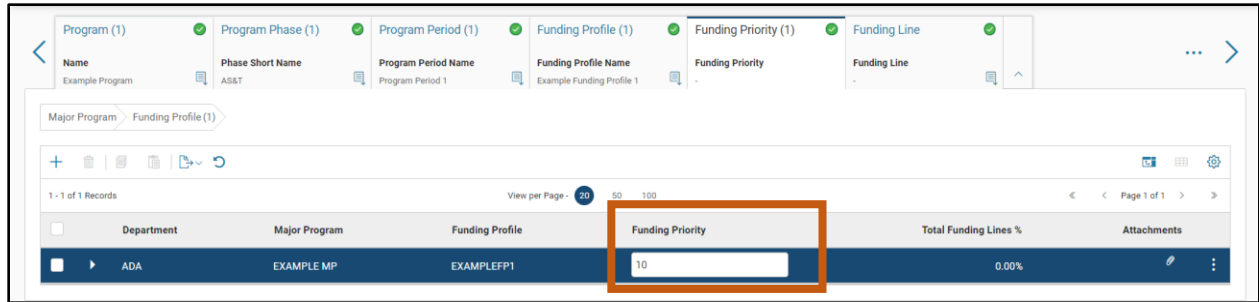 Program (1) Program Phase (1) Program Period (1) Funding Profile (1) Funding Priority (1) Funding Line
Name Phase Short Name Program Period Name Funding Profile Name Funding Priority Funding Line
Example Program AS&T Program Period 1 Example Funding Profile 1 - -
Major Program Funding Profile (1)
1 - 1 of 1 Records View per Page - 20 50 100 Page 1 of 1
Department Major Program Funding Profile Funding Priority Total Funding Lines % Attachments
ADA EXAMPLE MP EXAMPLEFP1 10 0.00%